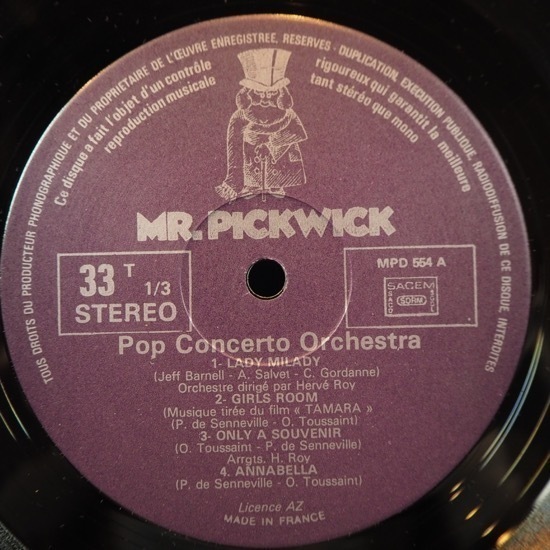 TOUS DROITS DU PRODUCTEUR PHONOGRAPHIQUE ET DU PROPRIETAIRE DE L'ŒUVRE ENREGISTREE, RESERVES - DUPLICATION, EXECUTION PUBLIQUE, RADIODIFFUSION DE CE DISQUE, INTERDITES
Ce disque a fait l'objet d'un contrôle
rigoureux qui garantit la meilleure
reproduction musicale
tant stéréo que mono
MR. PICKWICK
33 T 1/3
STEREO
MPD 554 A
SACEM
SDRM
Pop Concerto Orchestra
1- LADY MILADY
(Jeff Barnell - A. Salvet - C. Gordanne)
Orchestre dirigé par Hervé Roy
2- GIRLS ROOM
(Musique tirée du film « TAMARA »
(P. de Senneville - O. Toussaint)
3- ONLY A SOUVENIR
(O. Toussaint - P. de Senneville)
Arrgts. H. Roy
4. ANNABELLA
(P. de Senneville - O. Toussaint)
Licence AZ
MADE IN FRANCE